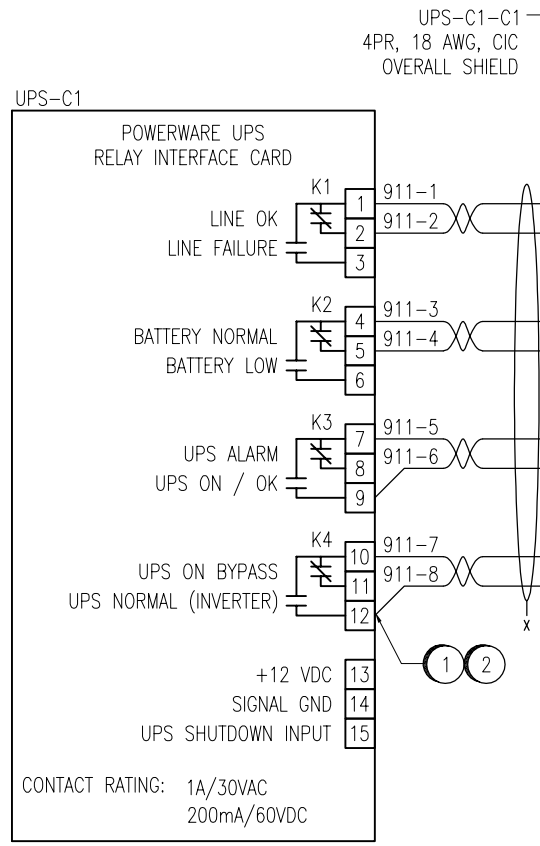 UPS-C1-C1
4PR, 18 AWG, CIC
OVERALL SHIELD
UPS-C1
POWERWARE UPS
RELAY INTERFACE CARD
K1
1
911-1
LINE OK
2
911-2
LINE FAILURE
3
K2
4
911-3
BATTERY NORMAL
5
911-4
BATTERY LOW
6
K3
7
911-5
UPS ALARM
8
911-6
UPS ON / OK
9
K4
10
911-7
UPS ON BYPASS
11
911-8
UPS NORMAL (INVERTER)
12
X
1
2
+12 VDC
13
SIGNAL GND
14
UPS SHUTDOWN INPUT
15
CONTACT RATING: 1A/30VAC
200mA/60VDC